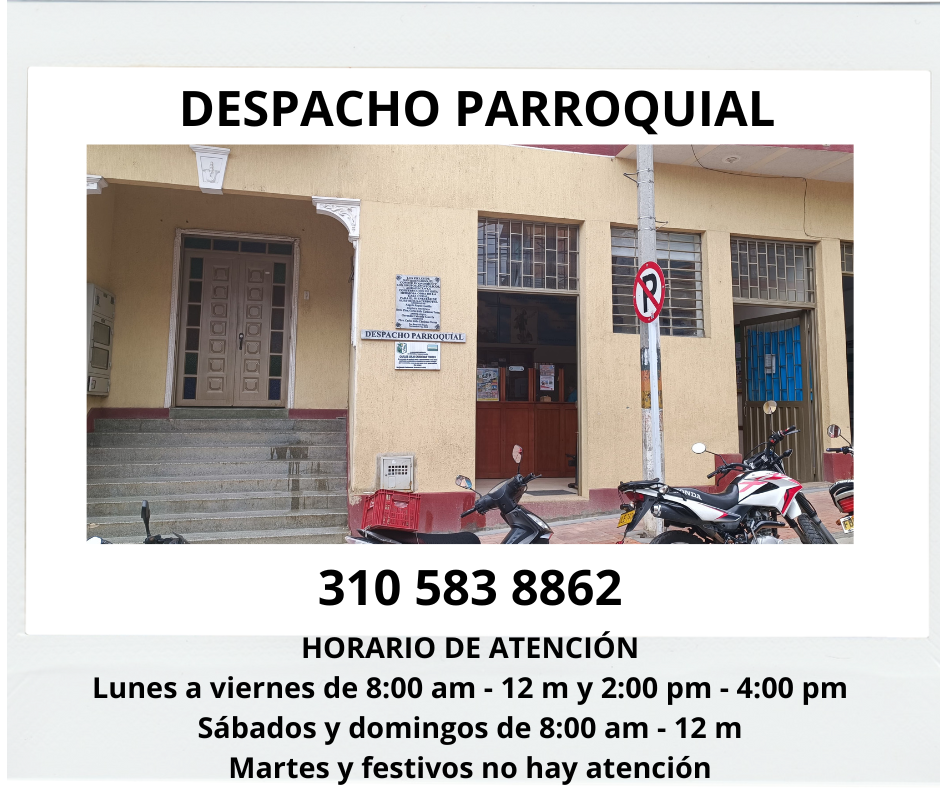 DESPACHO PARROQUIAL
DESPACHO PARROQUIAL
HONDA
310 583 8862
HORARIO DE ATENCIÓN
Lunes a viernes de 8:00 am - 12 m y 2:00 pm - 4:00 pm
Sábados y domingos de 8:00 am - 12 m
Martes y festivos no hay atención